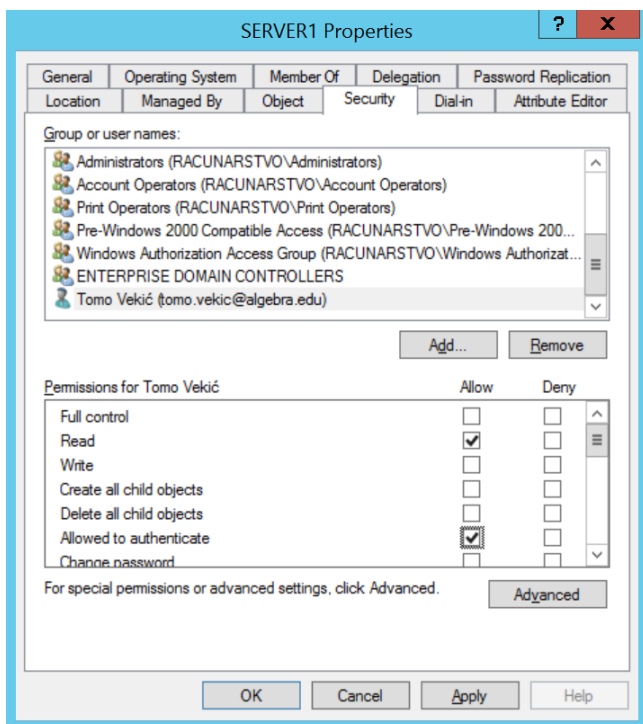 SERVER1 Properties
?
x
General Operating System Member Of Delegation Password Replication
Location Managed By Object Security Dial-in Attribute Editor
Group or user names:
Administrators (RACUNARSTVO\Administrators)
Account Operators (RACUNARSTVO\Account Operators)
Print Operators (RACUNARSTVO\Print Operators)
Pre-Windows 2000 Compatible Access (RACUNARSTVO\Pre-Windows 200...
Windows Authorization Access Group (RACUNARSTVO\Windows Authorizat...
ENTERPRISE DOMAIN CONTROLLERS
Tomo Vekić (tomo.vekic@algebra.edu)
Add... Remove
Permissions for Tomo Vekić Allow Deny
Full control
Read
Write
Create all child objects
Delete all child objects
Allowed to authenticate
Change password
For special permissions or advanced settings, click Advanced. Advanced
OK Cancel Apply Help